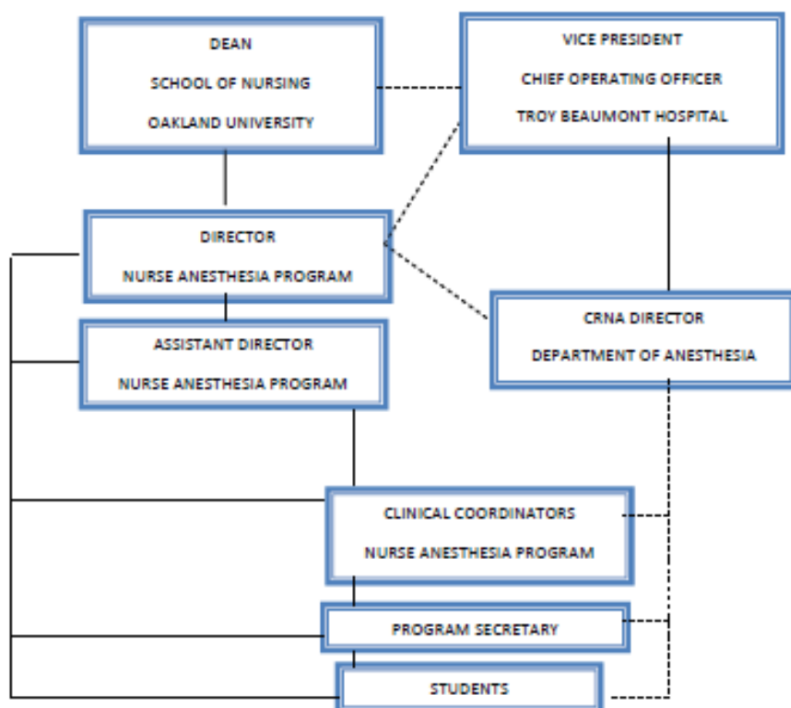 DEAN
SCHOOL OF NURSING
OAKLAND UNIVERSITY
VICE PRESIDENT
CHIEF OPERATING OFFICER
TROY BEAUMONT HOSPITAL
DIRECTOR
NURSE ANESTHESIA PROGRAM
CRNA DIRECTOR
DEPARTMENT OF ANESTHESIA
ASSISTANT DIRECTOR
NURSE ANESTHESIA PROGRAM
CLINICAL COORDINATORS
NURSE ANESTHESIA PROGRAM
PROGRAM SECRETARY
STUDENTS